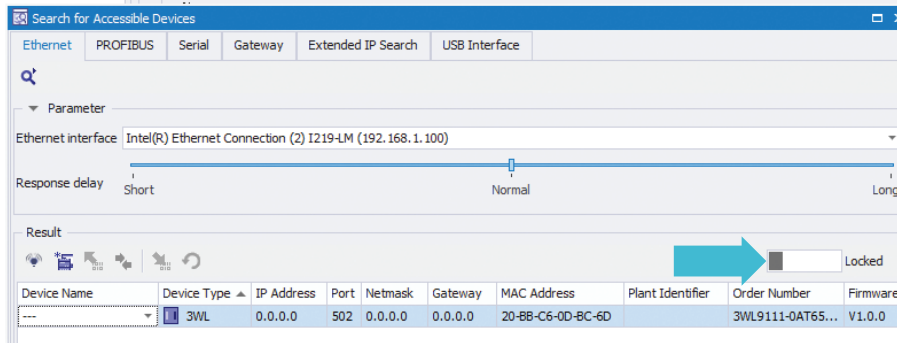 Search for Accessible Devices
Ethernet PROFIBUS Serial Gateway Extended IP Search USB Interface
Parameter
Ethernet interface Intel(R) Ethernet Connection (2) I219-LM (192.168.1.100)
Response delay Short Normal Long
Result
Locked
Device Name Device Type IP Address Port Netmask Gateway MAC Address Plant Identifier Order Number Firmware
--- 3WL 0.0.0.0 502 0.0.0.0 0.0.0.0 20-BB-C6-0D-BC-6D 3WL9111-0AT65... V1.0.0